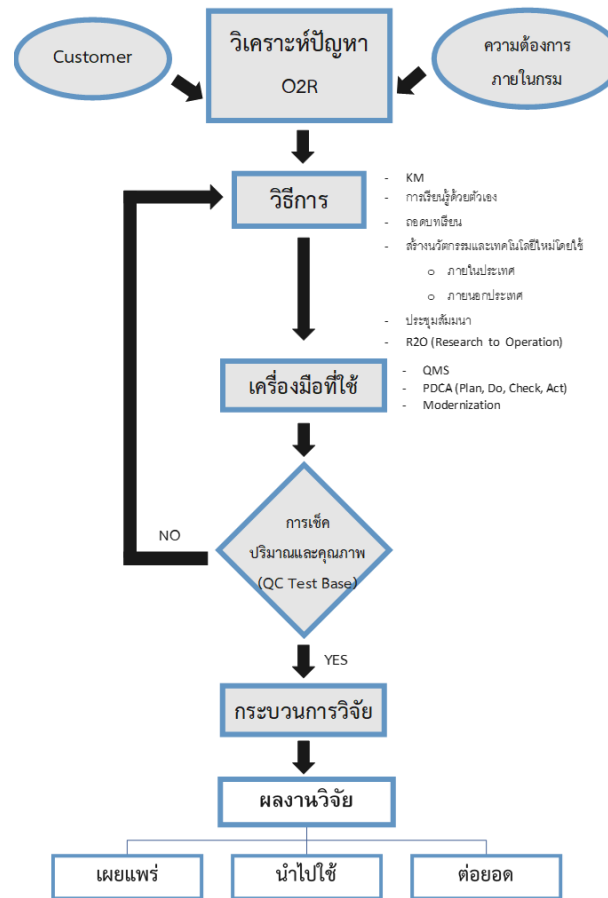 Customer
วิเคราะห์ปัญหา
O2R
ความต้องการ
ภายในกรม
วิธีการ
- KM
- การเรียนรู้ด้วยตัวเอง
- ถอดบทเรียน
- สร้างนวัตกรรมและเทคโนโลยีใหม่โดยใช้
o ภายในประเทศ
o ภายนอกประเทศ
- ประชุมสัมมนา
- R2O (Research to Operation)
เครื่องมือที่ใช้
- QMS
- PDCA (Plan, Do, Check, Act)
- Modernization
การเช็ค
ปริมาณและคุณภาพ
(QC Test Base)
NO
YES
กระบวนการวิจัย
ผลงานวิจัย
เผยแพร่
นำไปใช้
ต่อยอด